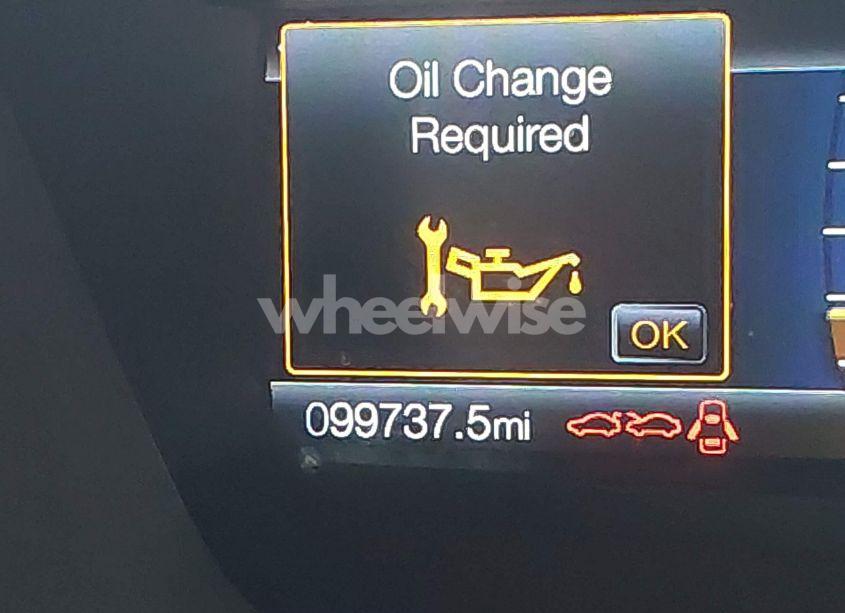 Oil Change
Required
wheelwise
OK
099737.5mi